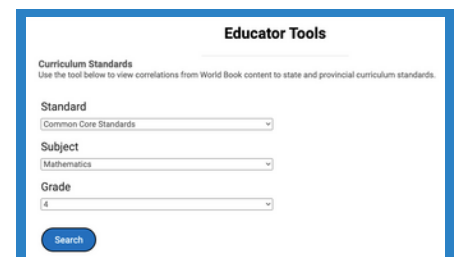 Educator Tools
Curriculum Standards
Use the tool below to view correlations from World Book content to state and provincial curriculum standards.
Standard
Common Core Standards
Subject
Mathematics
Grade
4
Search